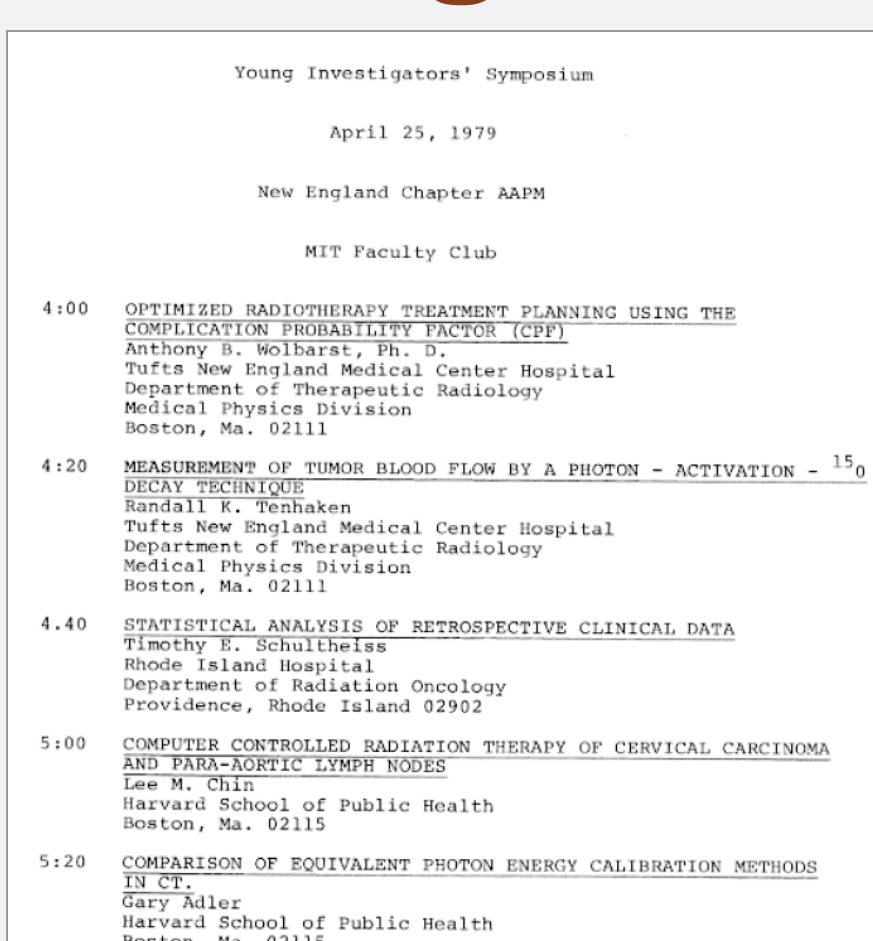 Young Investigators' Symposium
April 25, 1979
New England Chapter AAPM
MIT Faculty Club
4:00 OPTIMIZED RADIOTHERAPY TREATMENT PLANNING USING THE
COMPLICATION PROBABILITY FACTOR (CPF)
Anthony B. Wolbarst, Ph. D.
Tufts New England Medical Center Hospital
Department of Therapeutic Radiology
Medical Physics Division
Boston, Ma. 02111
4:20 MEASUREMENT OF TUMOR BLOOD FLOW BY A PHOTON - ACTIVATION - 15O
DECAY TECHNIQUE
Randall K. Tenhaken
Tufts New England Medical Center Hospital
Department of Therapeutic Radiology
Medical Physics Division
Boston, Ma. 02111
4.40 STATISTICAL ANALYSIS OF RETROSPECTIVE CLINICAL DATA
Timothy E. Schultheiss
Rhode Island Hospital
Department of Radiation Oncology
Providence, Rhode Island 02902
5:00 COMPUTER CONTROLLED RADIATION THERAPY OF CERVICAL CARCINOMA
AND PARA-AORTIC LYMPH NODES
Lee M. Chin
Harvard School of Public Health
Boston, Ma. 02115
5:20 COMPARISON OF EQUIVALENT PHOTON ENERGY CALIBRATION METHODS
IN CT.
Gary Adler
Harvard School of Public Health
Boston, Ma. 02115